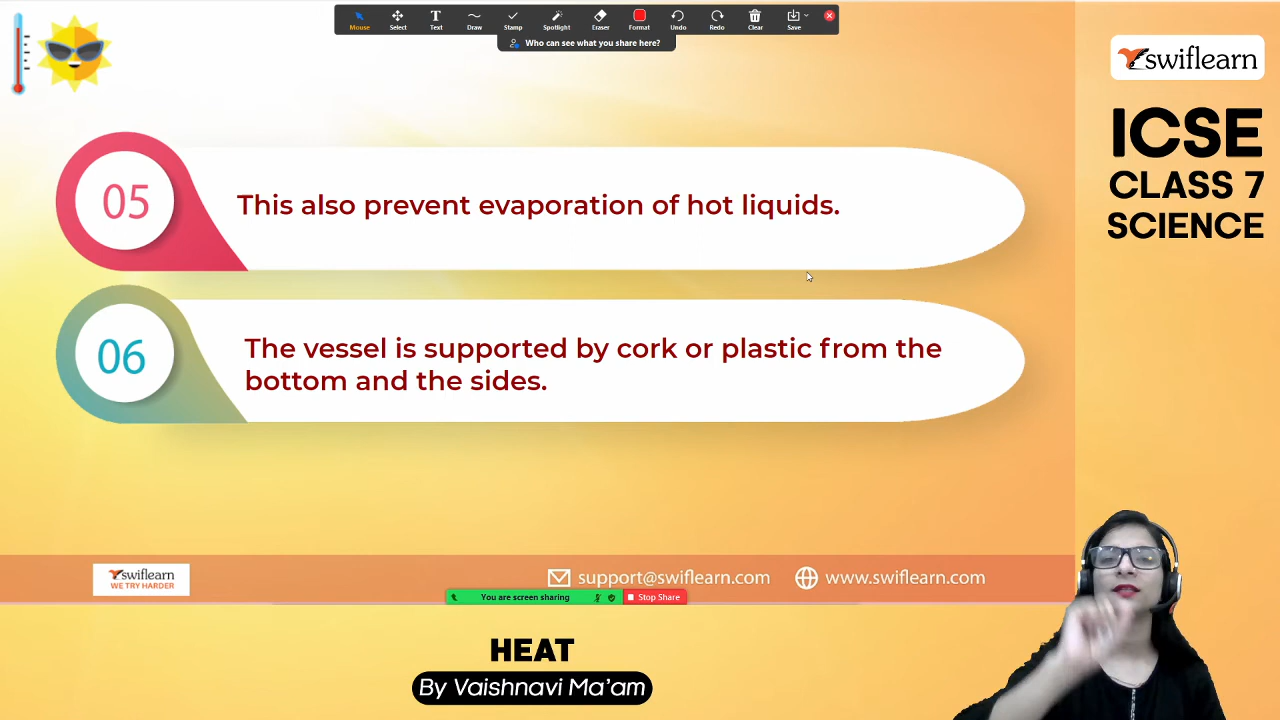 Mouse Select Text Draw Stamp Spotlight Eraser Format Undo Redo Clear Save
Who can see what you share here?
swiflearn
ICSE
CLASS 7
SCIENCE
05
This also prevent evaporation of hot liquids.
06
The vessel is supported by cork or plastic from the
bottom and the sides.
swiflearn
WE TRY HARDER
support@swiflearn.com
www.swiflearn.com
You are screen sharing
Stop Share
HEAT
By Vaishnavi Ma'am